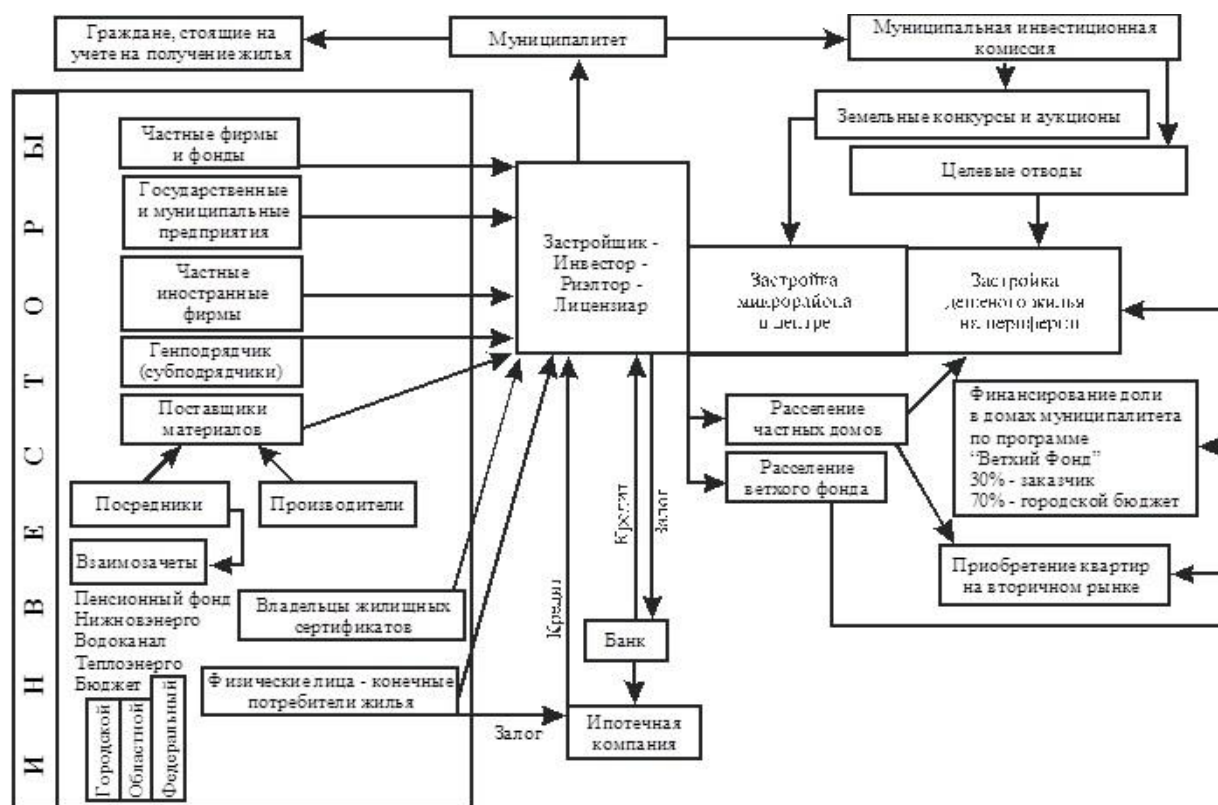 Граждане, стоящие на
учете на получение жилья
Муниципалитет
Муниципальная инвестиционная
комиссия
Земельные конкурсы и аукционы
Целевые отводы
ИНВЕСТОРЫ
Частные фирмы
и фонды
Государственные
и муниципальные
предприятия
Частные
иностранные
фирмы
Генподрядчик
(субподрядчики)
Поставщики
материалов
Посредники
Производители
Взаимозачеты
Пенсионный фонд
Нижновэнерго
Водоканал
Теплоэнерго
Бюджет
Городской
Областной
Федеральный
Владельцы жилищных
сертификатов
Физические лица - конечные
потребители жилья
Застройщик -
Инвестор -
Риэлтор -
Лицензиар
Застройка
микрорайона
в центре
Застройка
дешевого жилья
на периферии
Расселение
частных домов
Расселение
ветхого фонда
Финансирование доли
в домах муниципалитета
по программе
“Ветхий Фонд”
30% - заказчик
70% - городской бюджет
Приобретение квартир
на вторичном рынке
Кредит
Залог
Кредит
Банк
Залог
Ипотечная
компания